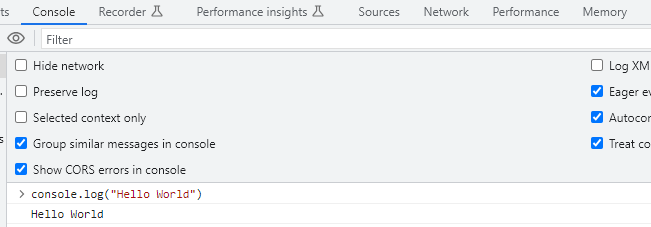 ts Console Recorder Performance insights Sources Network Performance Memory
Filter
Hide network Log XM
Preserve log Eager ev
Selected context only Autocor
s Group similar messages in console Treat co
Show CORS errors in console
> console.log("Hello World")
Hello World